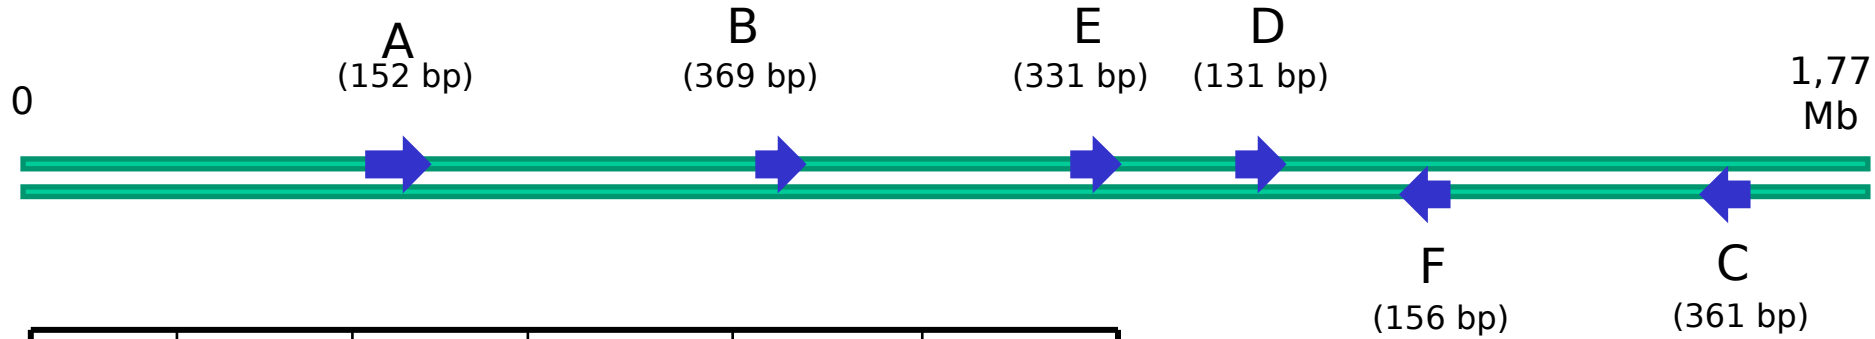 A
(152 bp)
B
(369 bp)
E
(331 bp)
D
(131 bp)
0
1,77
Mb
F
(156 bp)
C
(361 bp)